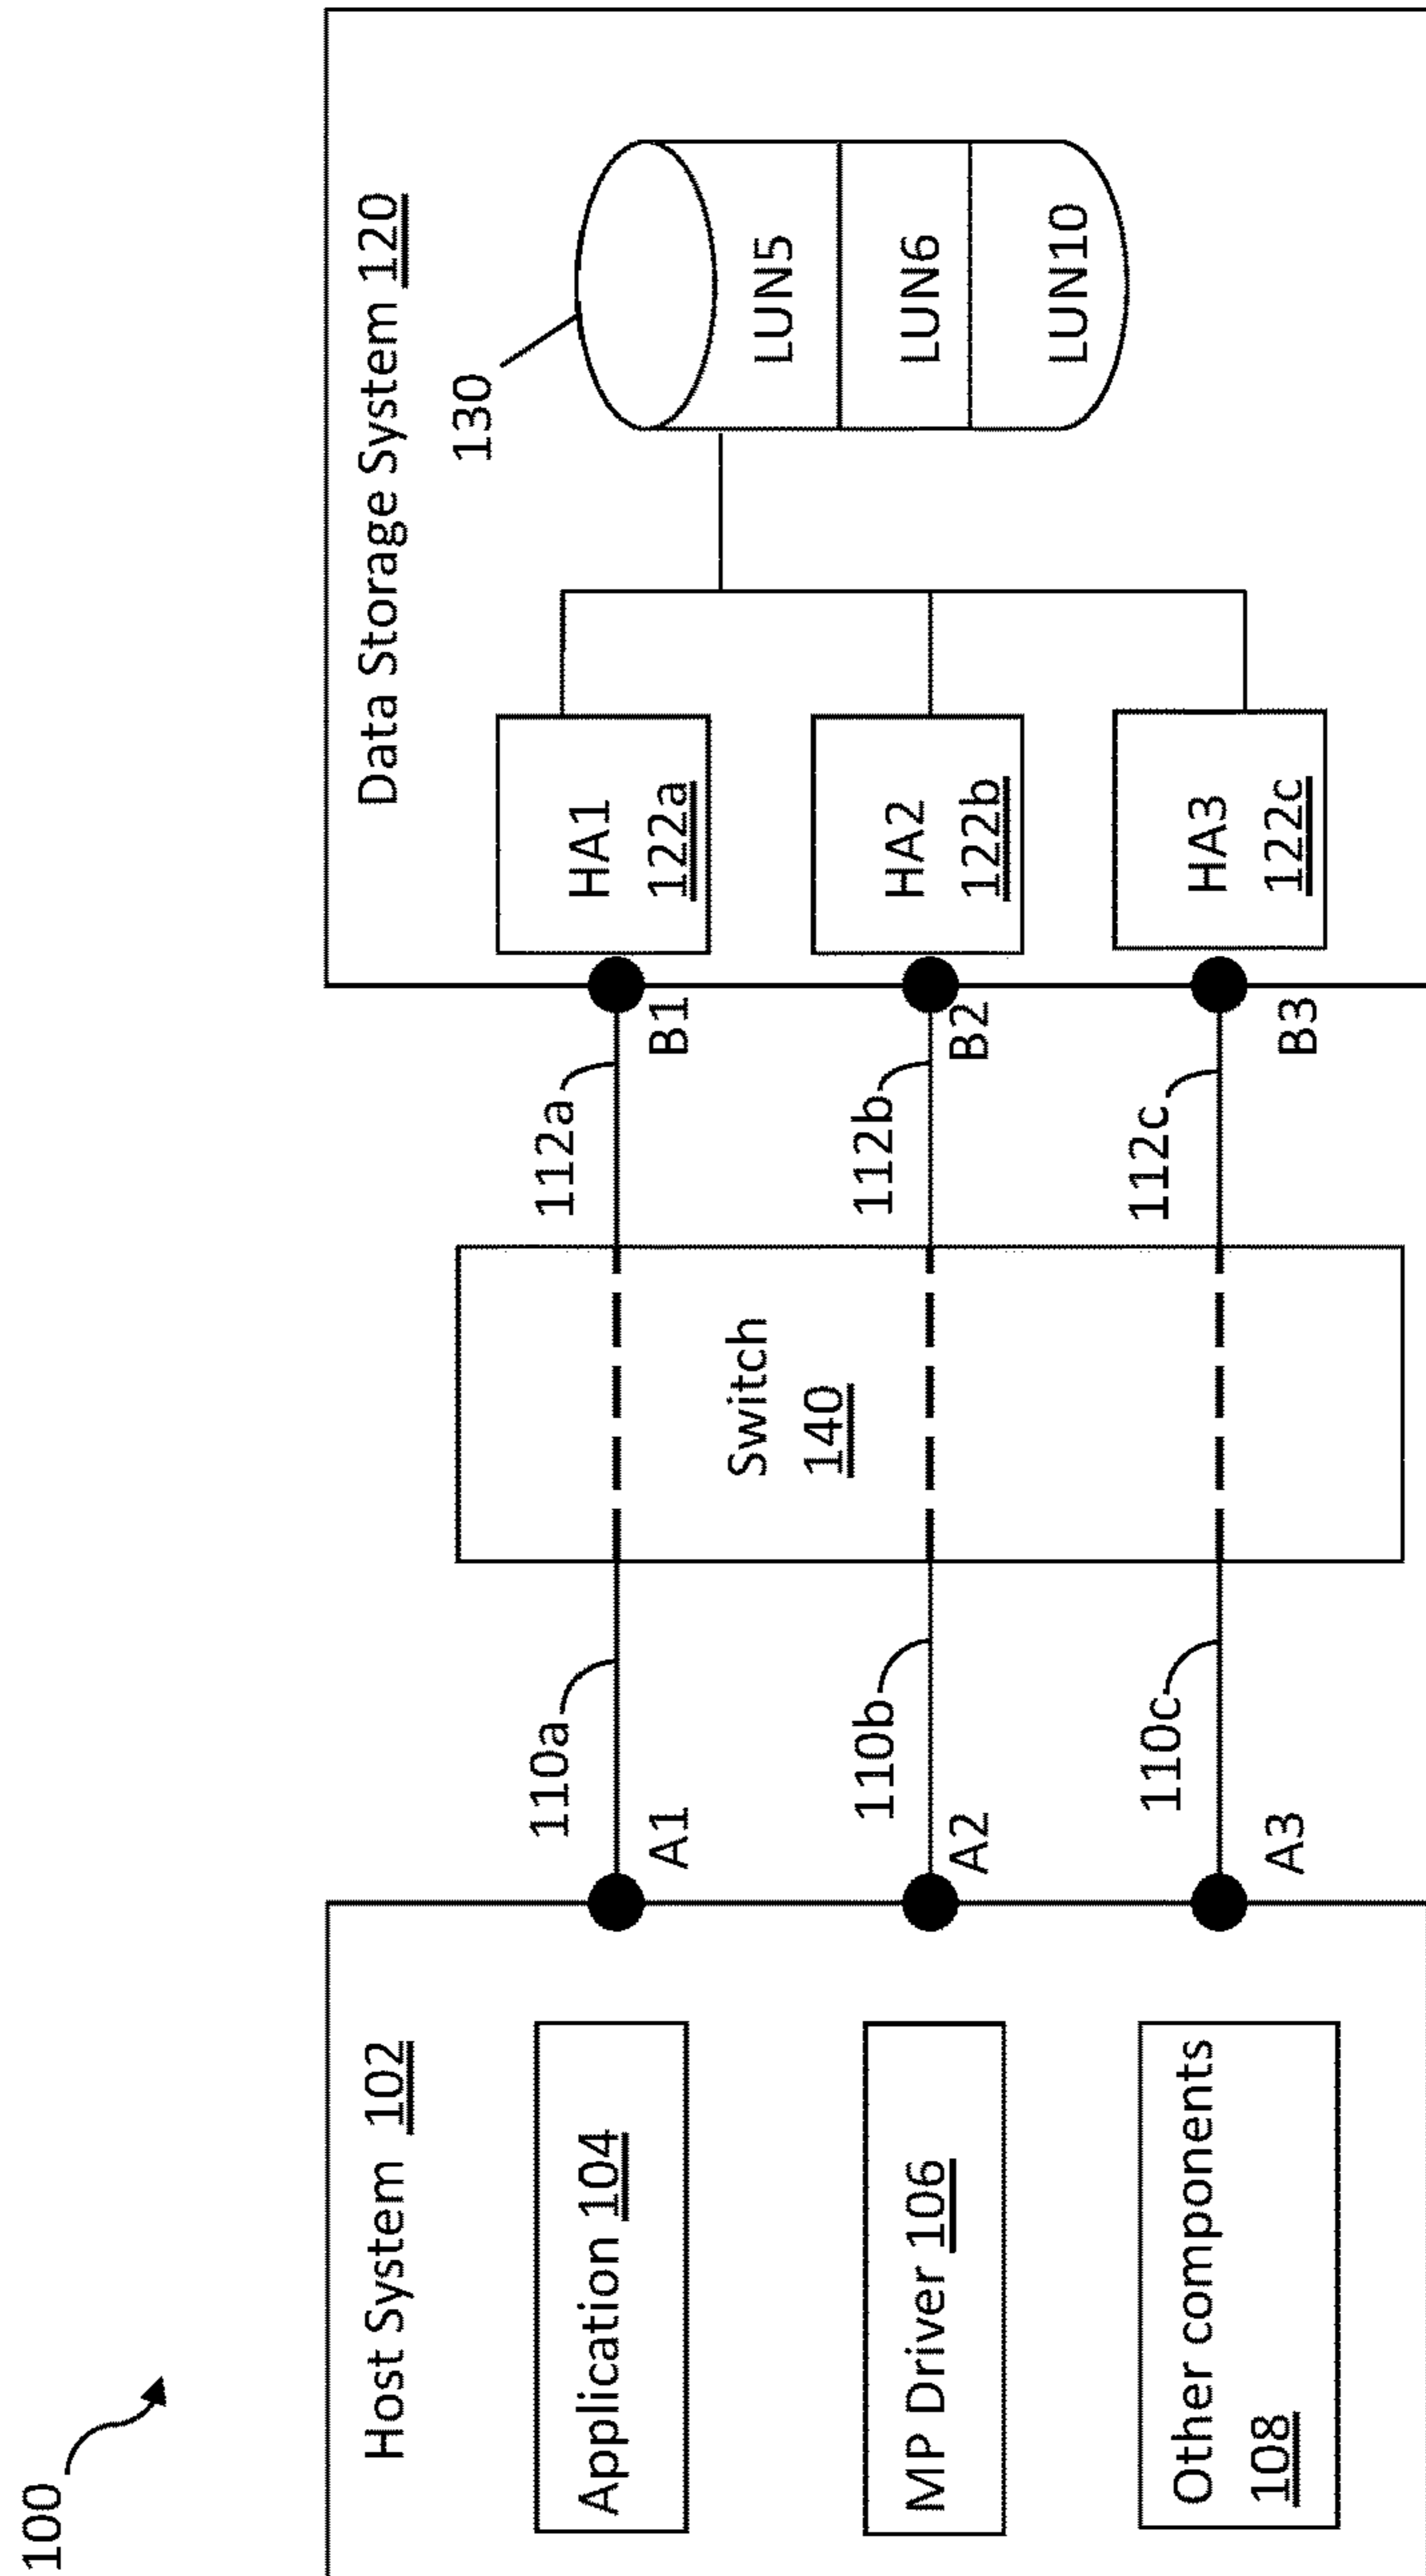 100
Host System 102
Application 104
MP Driver 106
Other components
108
A1
A2
A3
110a
110b
110c
Switch
140
112a
112b
112c
B1
B2
B3
Data Storage System 120
HA1
122a
HA2
122b
HA3
122c
130
LUN5
LUN6
LUN10